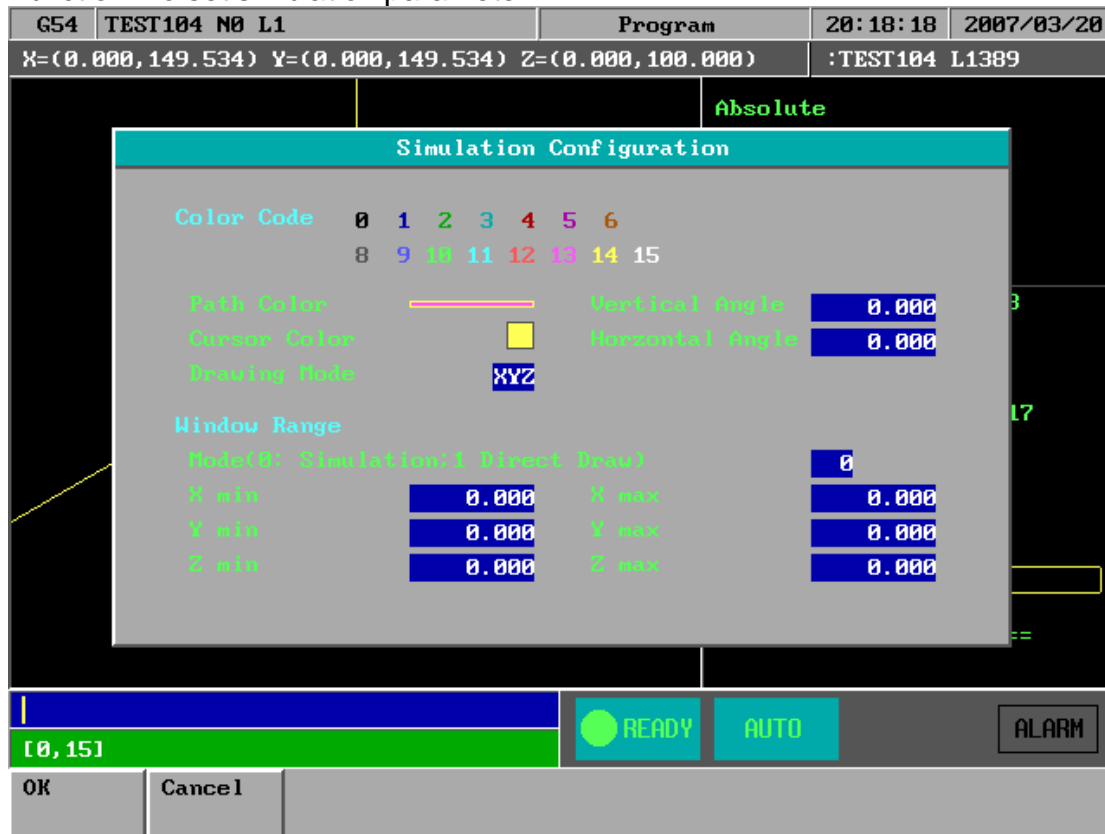 G54 TEST104 N0 L1 Program 20:18:18 2007/03/20
X=(0.000,149.534) Y=(0.000,149.534) Z=(0.000,100.000) :TEST104 L1389
Absolute
Simulation Configuration
Color Code 0 1 2 3 4 5 6
8 9 10 11 12 13 14 15
Path Color Vertical Angle 0.000
Cursor Color Horzontal Angle 0.000
Drawing Mode XYZ
17
Window Range
Mode(0: Simulation;1 Direct Draw) 0
X min 0.000 X max 0.000
Y min 0.000 Y max 0.000
Z min 0.000 Z max 0.000
==
READY AUTO ALARM
[0,15]
OK Cancel